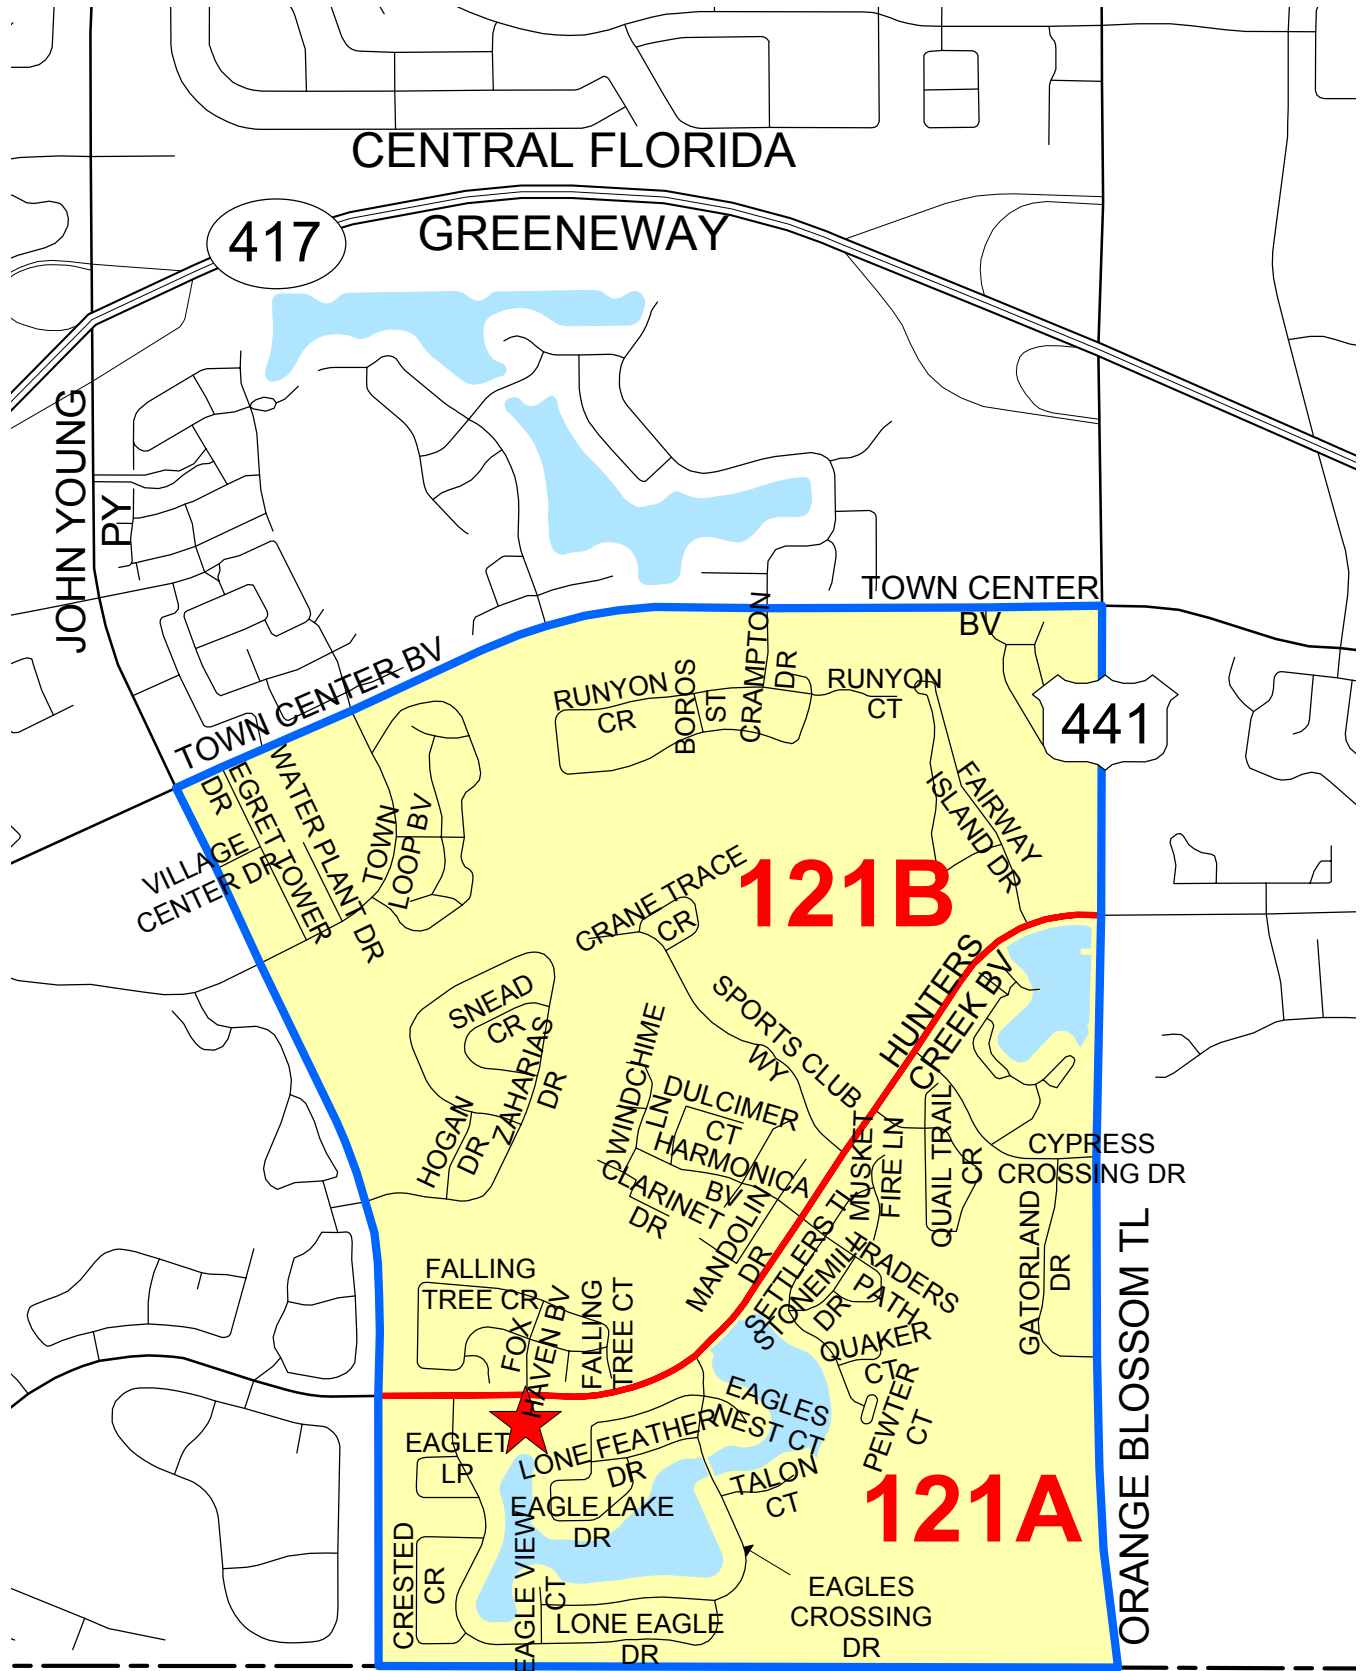 CENTRAL FLORIDA
GREENEWAY
417
JOHN YOUNG
PY
TOWN CENTER
BV
TOWN CENTER BV
441
RUNYON
CR
BOROS
ST
CRAMPTON
DR
RUNYON
CT
FAIRWAY
ISLAND DR
EGRET TOWER
DR
WATER PLANT DR
VILLAGE
CENTER DR
TOWN
LOOP BV
121B
CRANE TRACE
CR
SNEAD
CR
ZAHARIAS
DR
HOGAN
DR
SPORTS CLUB
WY
HUNTERS
CREEK BV
WINDCHIME
LN
DULCIMER
CT
HARMONICA
BV
CLARINET
DR
MANDOLIN
DR
MUSKET
FIRE LN
QUAIL TRAIL
CR
CYPRESS
CROSSING DR
GATORLAND
DR
SETTLERS TL
STONEMILL
DR
TRADERS
PATH
QUAKER
CT
PEWTER
CT
ORANGE BLOSSOM TL
FALLING
TREE CR
FOX
HAVEN BV
FALLING
TREE CT
EAGLET
LP
LONE FEATHER
DR
EAGLES
NEST CT
TALON
CT
121A
EAGLE LAKE
DR
CRESTED
CR
EAGLE VIEW
CT
LONE EAGLE
DR
EAGLES
CROSSING
DR